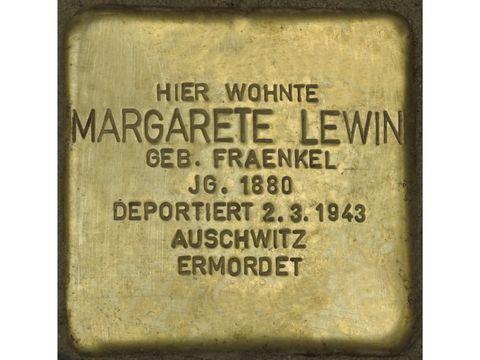 HIER WOHNTE
MARGARETE LEWIN
GEB. FRAENKEL
JG. 1880
DEPORTIERT 2.3.1943
AUSCHWITZ
ERMORDET